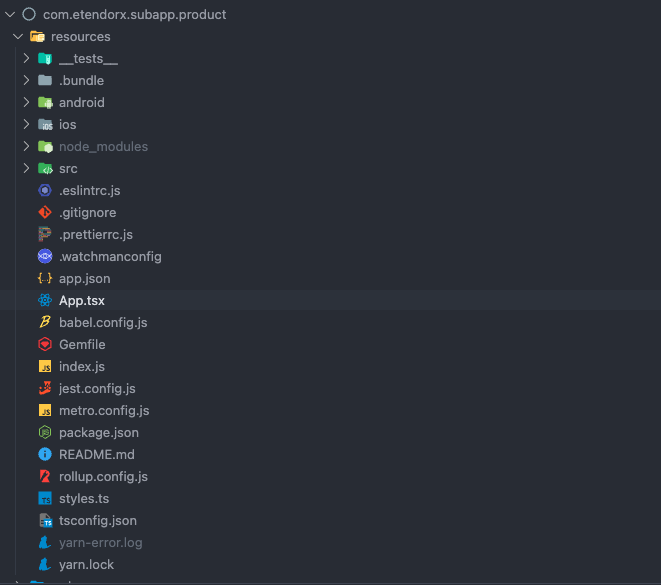 com.etendorx.subapp.product
resources
__tests__
.bundle
android
ios
node_modules
src
.eslintrc.js
.gitignore
.prettierrc.js
.watchmanconfig
app.json
App.tsx
babel.config.js
Gemfile
index.js
jest.config.js
metro.config.js
package.json
README.md
rollup.config.js
styles.ts
tsconfig.json
yarn-error.log
yarn.lock